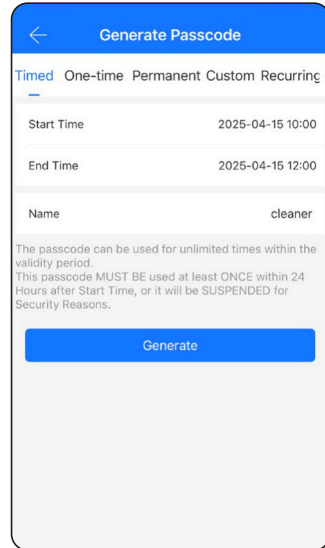 Generate Passcode
Timed One-time Permanent Custom Recurring
Start Time 2025-04-15 10:00
End Time 2025-04-15 12:00
Name cleaner
The passcode can be used for unlimited times within the
validity period.
This passcode MUST BE used at least ONCE within 24
Hours after Start Time, or it will be SUSPENDED for
Security Reasons.
Generate